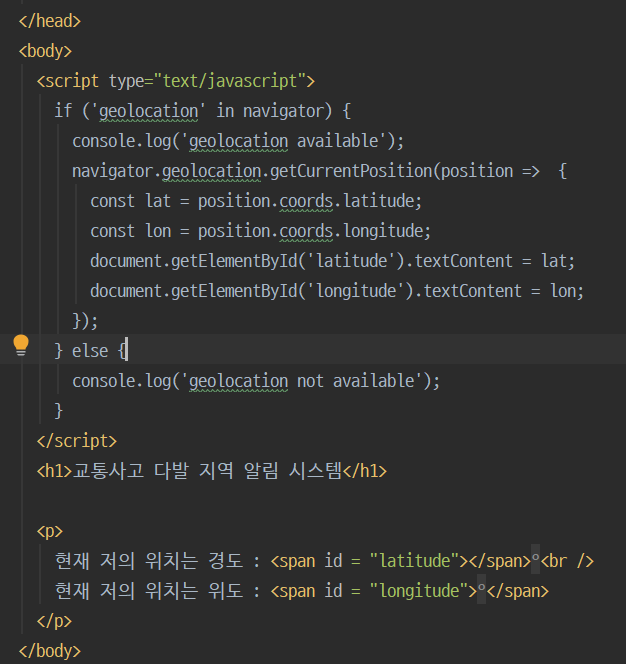 </head>
<body>
<script type="text/javascript">
if ('geolocation' in navigator) {
console.log('geolocation available');
navigator.geolocation.getCurrentPosition(position =>  {
const lat = position.coords.latitude;
const lon = position.coords.longitude;
document.getElementById('latitude').textContent = lat;
document.getElementById('longitude').textContent = lon;
});
} else {
console.log('geolocation not available');
}
</script>
<h1>교통사고 다발 지역 알림 시스템</h1>
<p>
현재 저의 위치는 경도 : <span id = "latitude"></span>°<br />
현재 저의 위치는 위도 : <span id = "longitude">°</span>
</p>
</body>